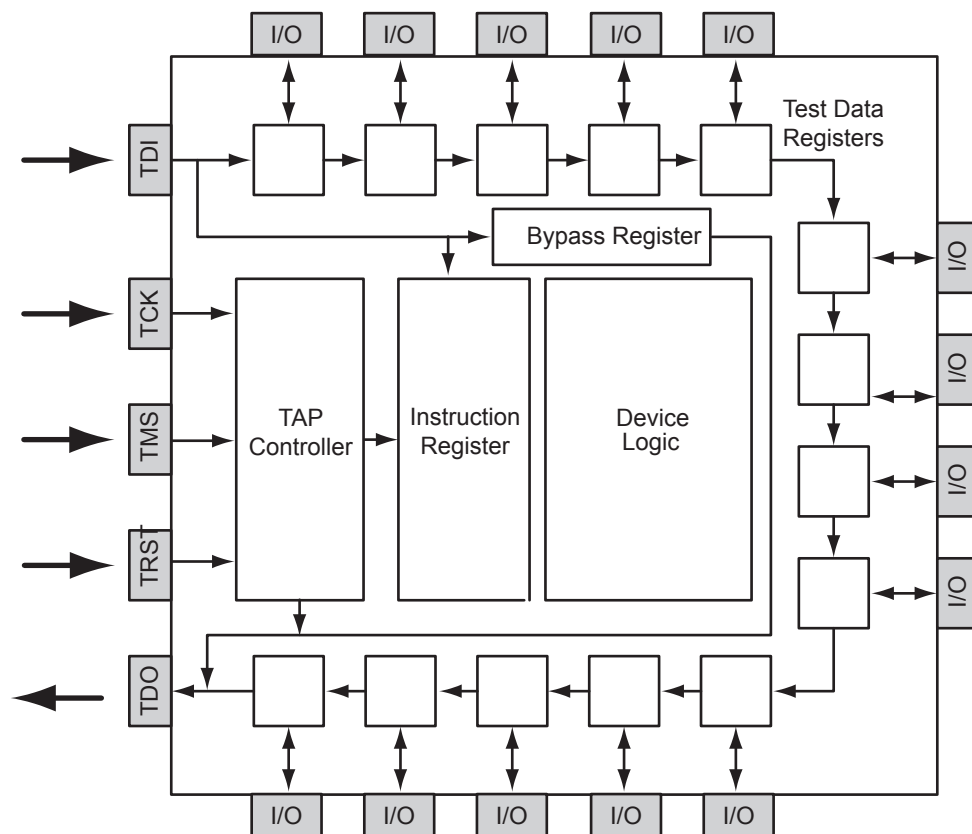 I/O I/O I/O I/O I/O
Test Data
Registers
TDI
Bypass Register
I/O
TCK
I/O
TAP
Controller
Instruction
Register
Device
Logic
TMS
I/O
TRST
I/O
TDO
I/O I/O I/O I/O I/O